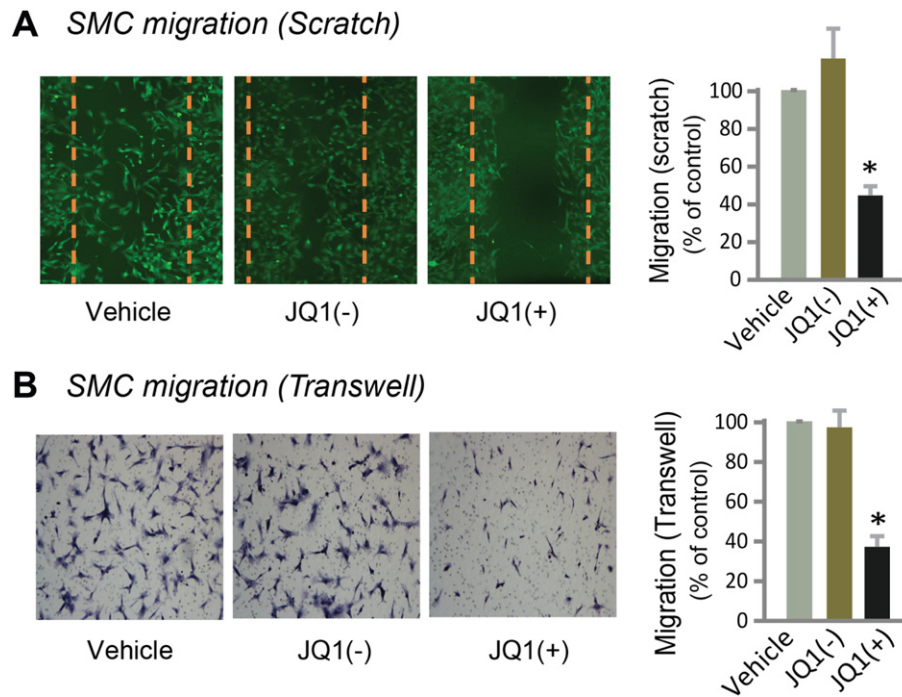 A SMC migration (Scratch)
Vehicle
JQ1(-)
JQ1(+)
Migration (scratch)
(% of control)
100
80
60
40
20
0
Vehicle
JQ1(-)
JQ1(+)
*
B SMC migration (Transwell)
Vehicle
JQ1(-)
JQ1(+)
Migration (Transwell)
(% of control)
100
80
60
40
20
0
Vehicle
JQ1(-)
JQ1(+)
*